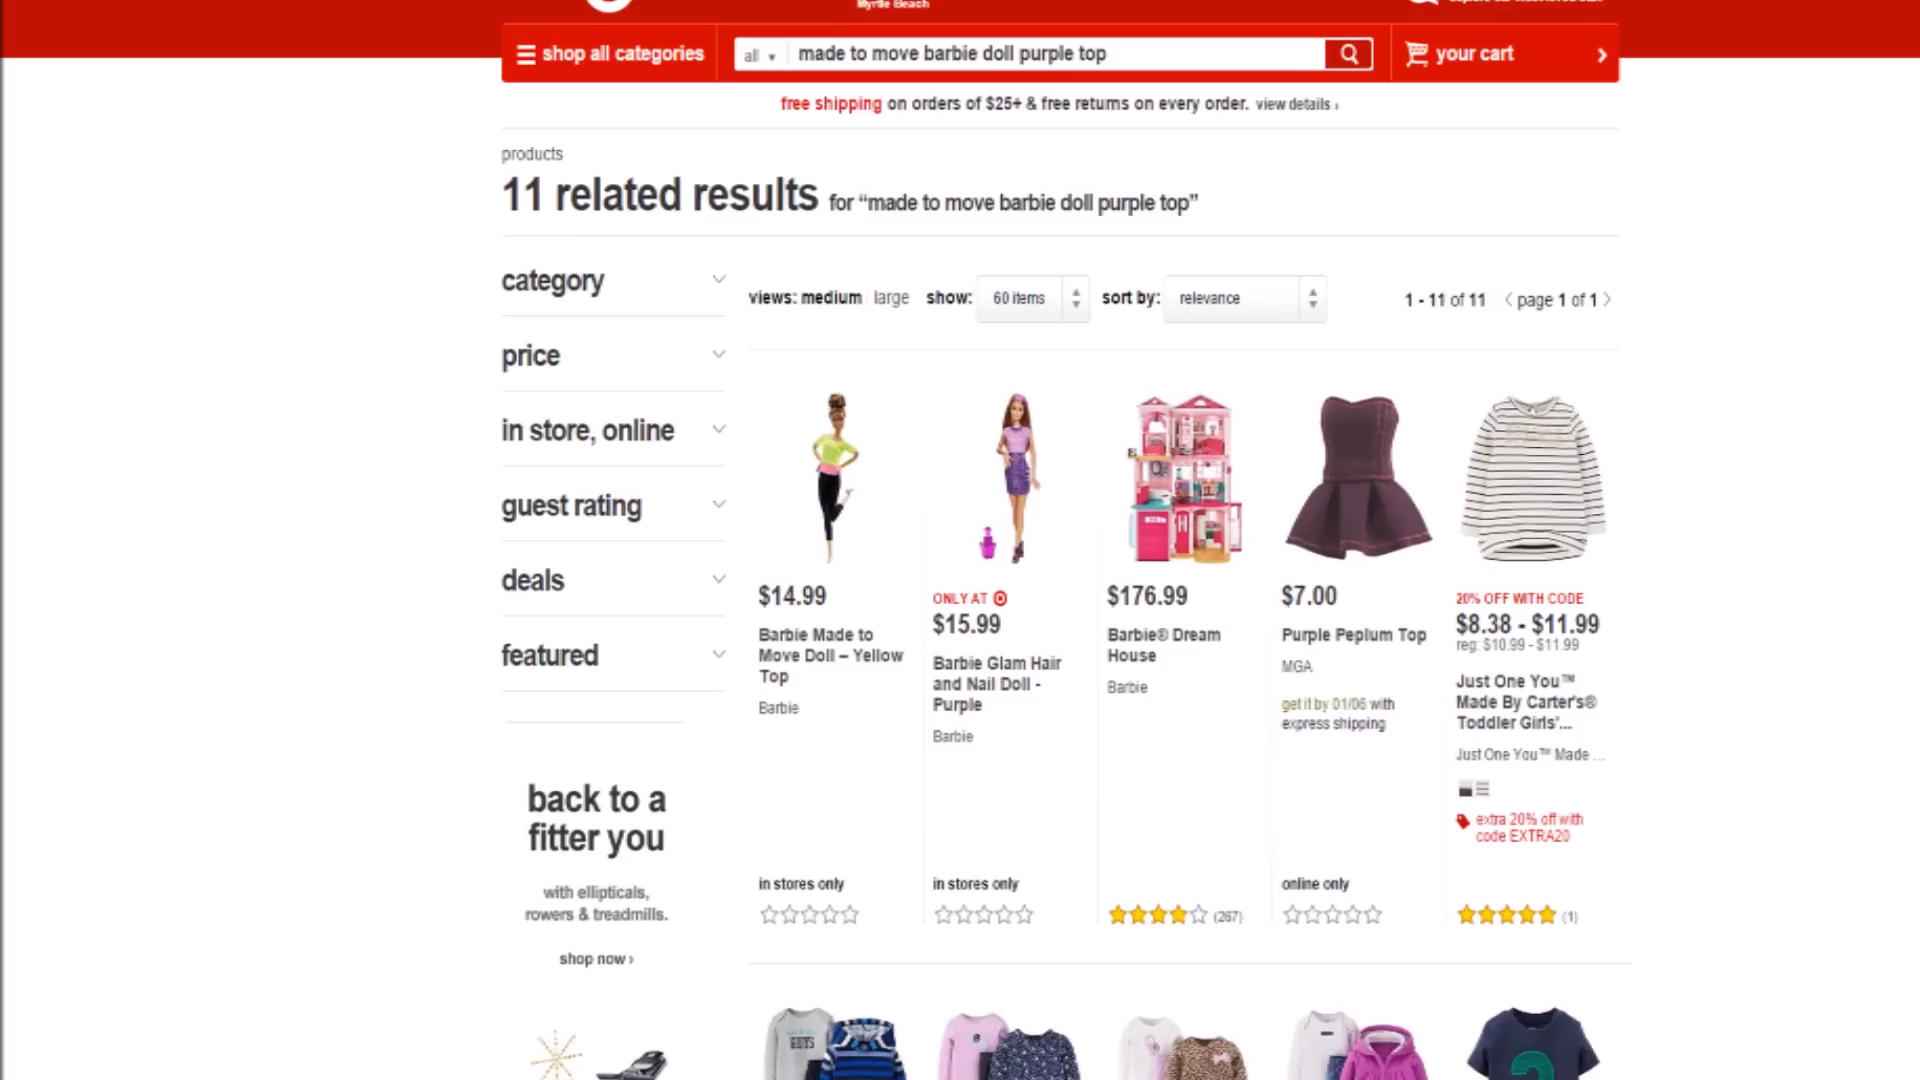 Myrtle Beach
shop all categories
all
made to move barbie doll purple top
your cart
free shipping on orders of $25+ & free returns on every order. view details ›
products
11 related results for “made to move barbie doll purple top”
category
price
in store, online
guest rating
deals
featured
views: medium large show: 60 items sort by: relevance
1 - 11 of 11 page 1 of 1
$14.99
Barbie Made to
Move Doll – Yellow
Top
Barbie
in stores only
ONLY AT
$15.99
Barbie Glam Hair
and Nail Doll -
Purple
Barbie
in stores only
$176.99
Barbie® Dream
House
Barbie
(267)
$7.00
Purple Peplum Top
MGA
get it by 01/06 with
express shipping
online only
20% OFF WITH CODE
$8.38 - $11.99
reg: $10.99 - $11.99
Just One You™
Made By Carter's®
Toddler Girls'...
Just One You™ Made ...
extra 20% off with
code EXTRA20
(1)
back to a
fitter you
with ellipticals,
rowers & treadmills.
shop now ›